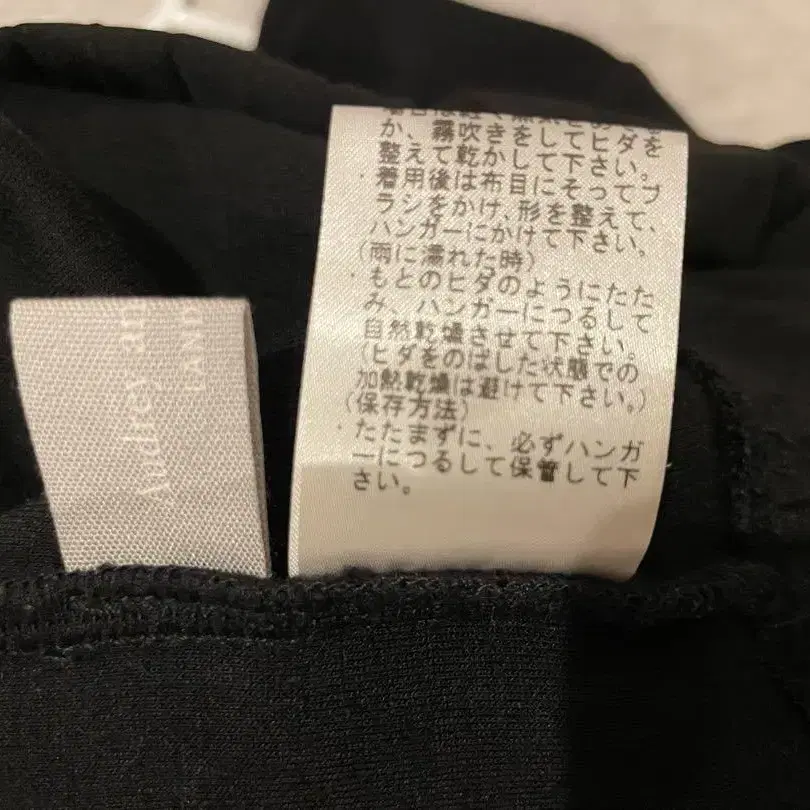 Audrey an
LAND
か、霧吹きをしてヒダを
整えて乾かして下さい。
・着用後は布目にそってブ
ラシをかけ、形を整えて、
ハンガーにかけて下さい。
(雨に濡れた時)
・もとのヒダのようにたた
み、ハンガーにつるして
自然乾燥させて下さい。
(ヒダをのばした状態での
加熱乾燥は避けて下さい。)
(保存方法)
・たたまずに、必ずハンガ
ーにつるして保管して下
さい。